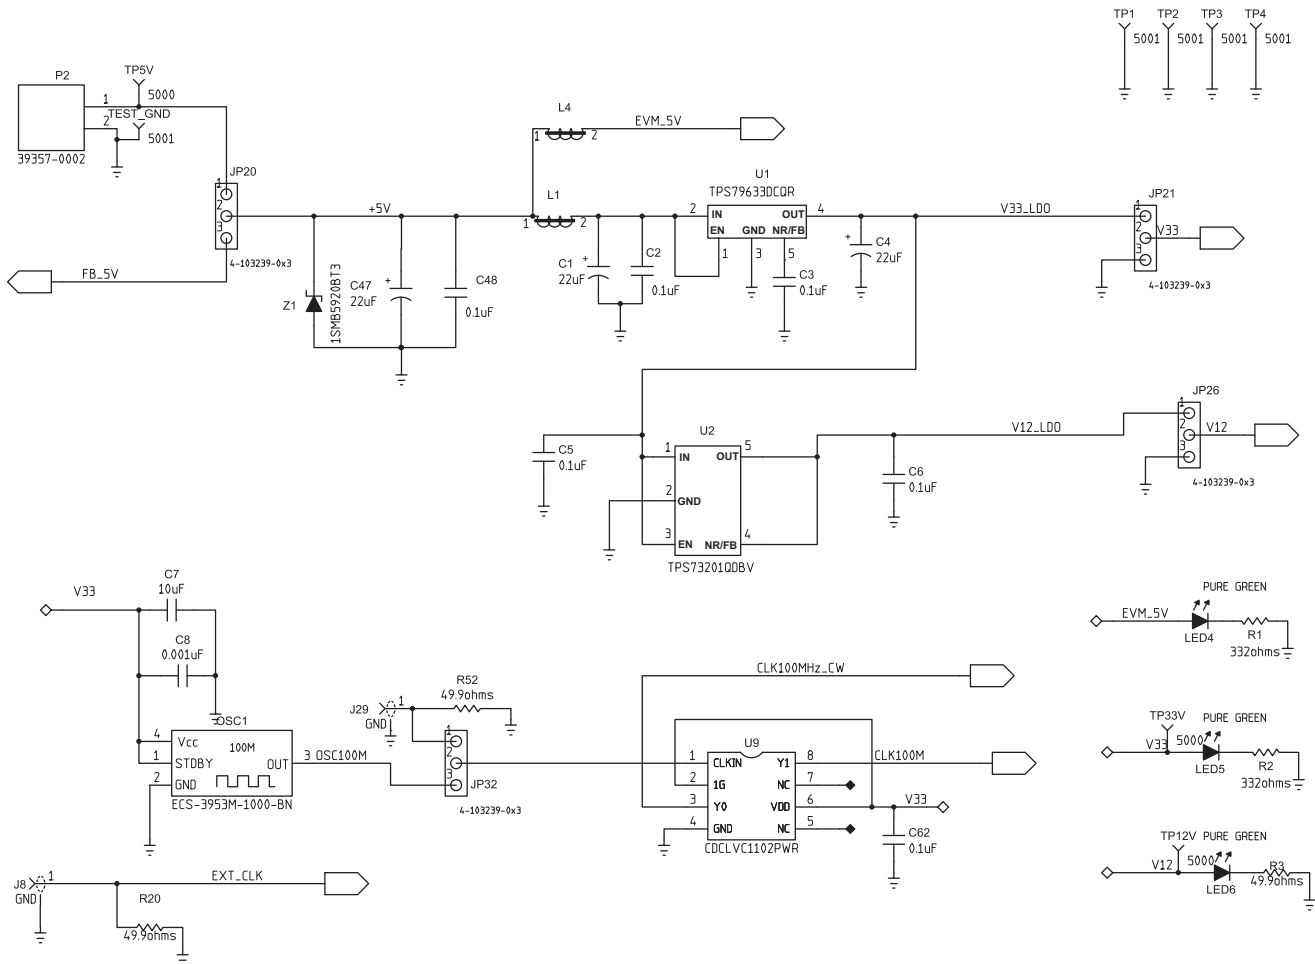 TP1 TP2 TP3 TP4
5001 5001 5001 5001
P2
TP5V
1 5000
2 TEST_GND
5001
39357-0002
JP20
1
2
3
4-103239-0x3
FB_5V
+5V
Z1
1SMB5920BT3
C47
22uF
+
C48
0.1uF
L4
1 2
EVM_5V
L1
1 2
C1
22uF
+
C2
0.1uF
U1
TPS79633DCQR
2 IN OUT 4
EN GND NR/FB
1 3 5
C3
0.1uF
+
C4
22uF
V33_LDO
JP21
1
2
3
V33
4-103239-0x3
C5
0.1uF
U2
1 IN OUT 5
2 GND
3 EN NR/FB 4
TPS73201QDBV
C6
0.1uF
V12_LDO
JP26
1
2
3
V12
4-103239-0x3
V33
C7
10uF
C8
0.001uF
OSC1
4 Vcc 100M
1 STDBY OUT 3 OSC100M
2 GND
ECS-3953M-1000-BN
J29 1
GND
R52
49.9ohms
1
2
3
JP32
4-103239-0x3
CLK100MHz_CW
U9
1 CLKIN Y1 8 CLK100M
2 1G NC 7
3 Y0 VDD 6 V33
4 GND NC 5
CDCLVC1102PWR
C62
0.1uF
J8 1
GND
EXT_CLK
R20
49.9ohms
PURE GREEN
EVM_5V
LED4 R1
332ohms
TP33V PURE GREEN
V33 5000
LED5 R2
332ohms
TP12V PURE GREEN
V12 5000 R3
LED6 49.9ohms